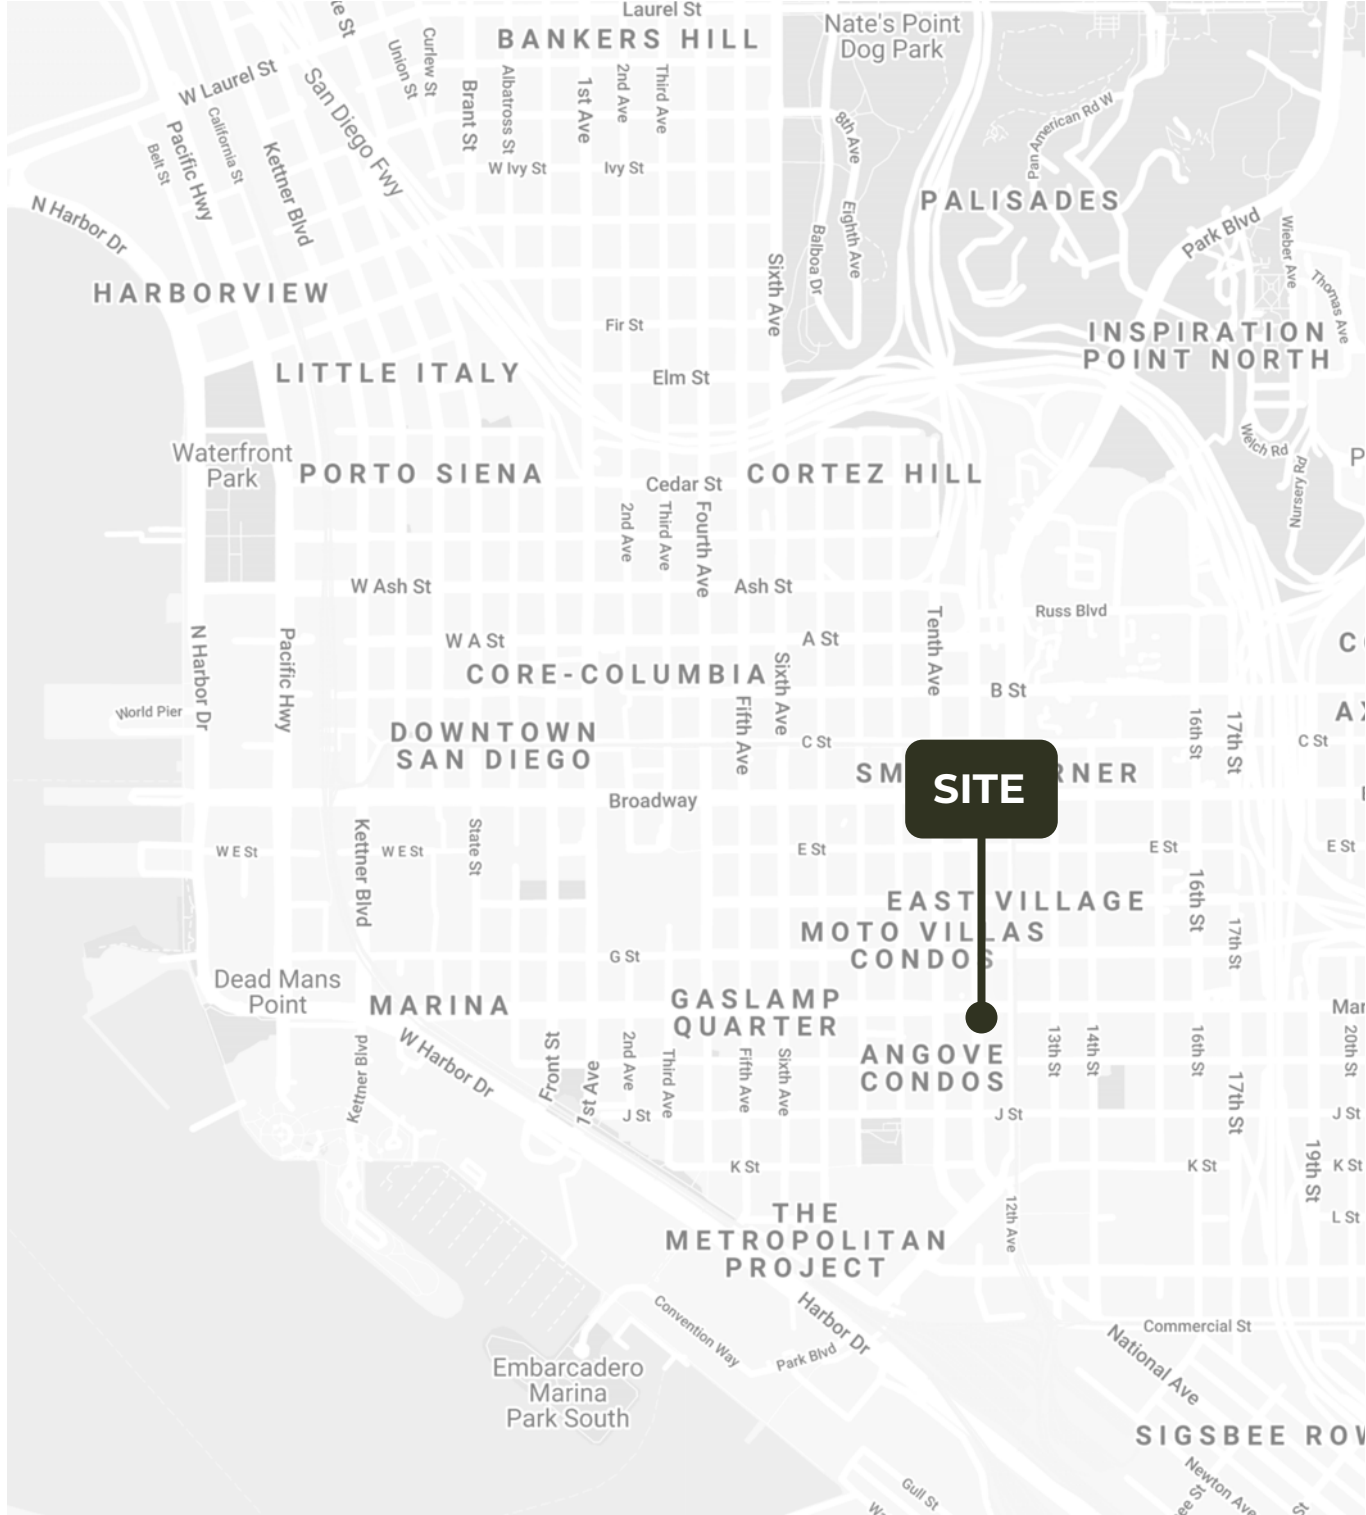 Laurel St
Nate's Point
Dog Park
BANKERS HILL
Curlew St
Union St
W Laurel St
San Diego Fwy
Albatross St
2nd Ave
Third Ave
Brant St
1st Ave
California St
Pacific Hwy
Belt St
Kettner Blvd
8th Ave
Pan American Rd W
W Ivy St
Ivy St
PALISADES
N Harbor Dr
Eighth Ave
Balboa Dr
Park Blvd
Wieber Ave
Sixth Ave
Thomas Ave
HARBORVIEW
Fir St
INSPIRATION
POINT NORTH
LITTLE ITALY
Elm St
Waterfront
Park
Welch Rd
Nursery Rd
PORTO SIENA
Cedar St
CORTEZ HILL
2nd Ave
Third Ave
Fourth Ave
W Ash St
Ash St
Tenth Ave
Russ Blvd
N Harbor Dr
Pacific Hwy
W A St
A St
CORE-COLUMBIA
Sixth Ave
B St
World Pier
Fifth Ave
16th St
17th St
DOWNTOWN
SAN DIEGO
C St
C St
SITE
Broadway
Kettner Blvd
State St
W E St
W E St
E St
E St
E St
16th St
EAST VILLAGE
MOTO VILLAS
CONDOS
17th St
G St
Dead Mans
Point
MARINA
GASLAMP
QUARTER
W Harbor Dr
Kettner Blvd
Front St
1st Ave
2nd Ave
Third Ave
Fifth Ave
Sixth Ave
ANGOVE
CONDOS
13th St
14th St
16th St
17th St
20th St
J St
J St
J St
K St
K St
19th St
K St
12th Ave
L St
THE
METROPOLITAN
PROJECT
Convention Way
Harbor Dr
Park Blvd
Commercial St
National Ave
Embarcadero
Marina
Park South
SIGSBEE ROW
Newton Ave
Gull St